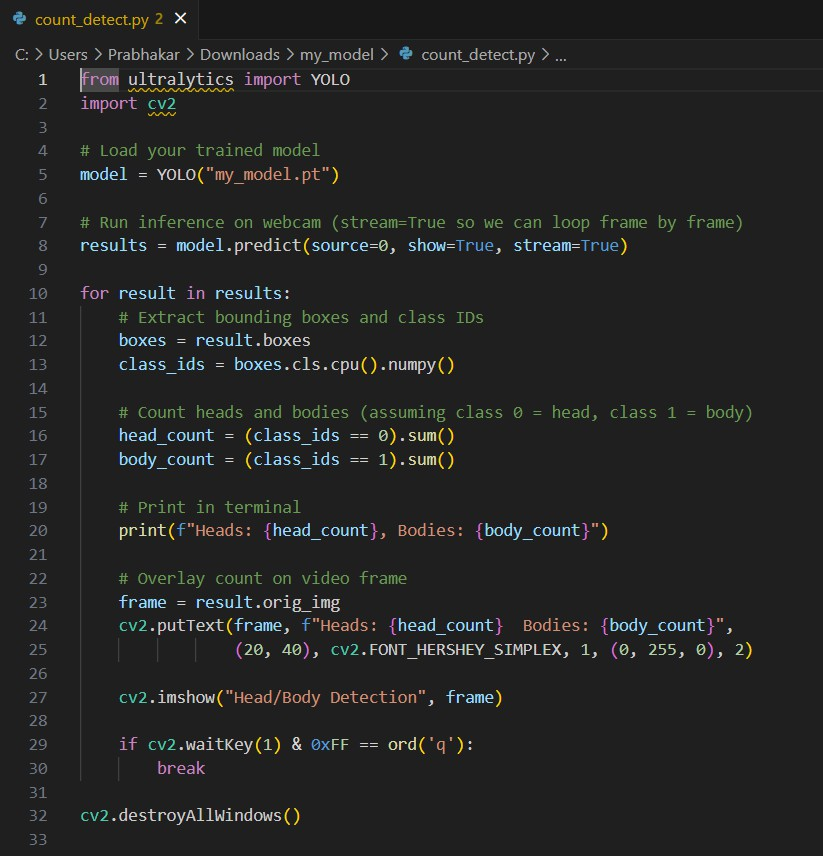 count_detect.py 2 ×
C: > Users > Prabhakar > Downloads > my_model > count_detect.py > ...
1 from ultralytics import YOLO
2 import cv2
3
4 # Load your trained model
5 model = YOLO("my_model.pt")
6
7 # Run inference on webcam (stream=True so we can loop frame by frame)
8 results = model.predict(source=0, show=True, stream=True)
9
10 for result in results:
11     # Extract bounding boxes and class IDs
12     boxes = result.boxes
13     class_ids = boxes.cls.cpu().numpy()
14
15     # Count heads and bodies (assuming class 0 = head, class 1 = body)
16     head_count = (class_ids == 0).sum()
17     body_count = (class_ids == 1).sum()
18
19     # Print in terminal
20     print(f"Heads: {head_count}, Bodies: {body_count}")
21
22     # Overlay count on video frame
23     frame = result.orig_img
24     cv2.putText(frame, f"Heads: {head_count}  Bodies: {body_count}",
25                 (20, 40), cv2.FONT_HERSHEY_SIMPLEX, 1, (0, 255, 0), 2)
26
27     cv2.imshow("Head/Body Detection", frame)
28
29     if cv2.waitKey(1) & 0xFF == ord('q'):
30         break
31
32 cv2.destroyAllWindows()
33